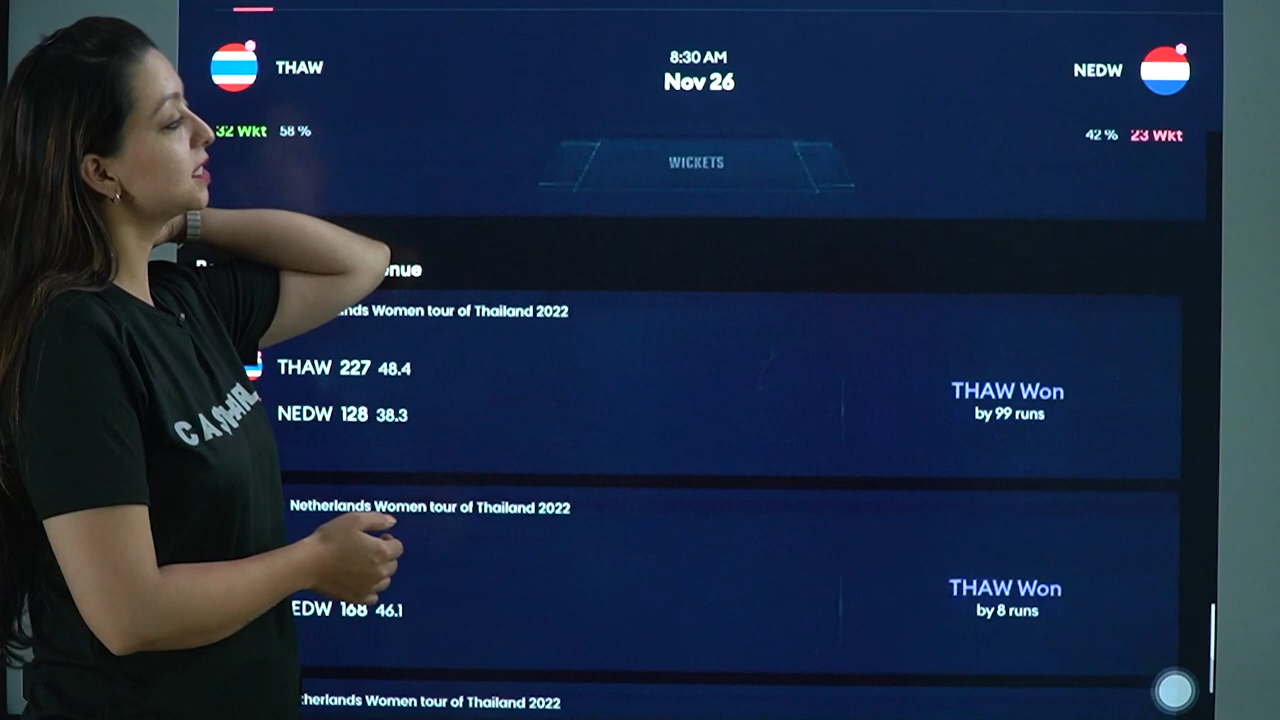 THAW
8:30 AM
Nov 26
NEDW
32 Wkt 58 %
42 % 23 Wkt
WICKETS
Women tour of Thailand 2022
THAW 227 48.4
NEDW 128 38.3
THAW Won
by 99 runs
Netherlands Women tour of Thailand 2022
EDW 168 46.1
THAW Won
by 8 runs
therlands Women tour of Thailand 2022